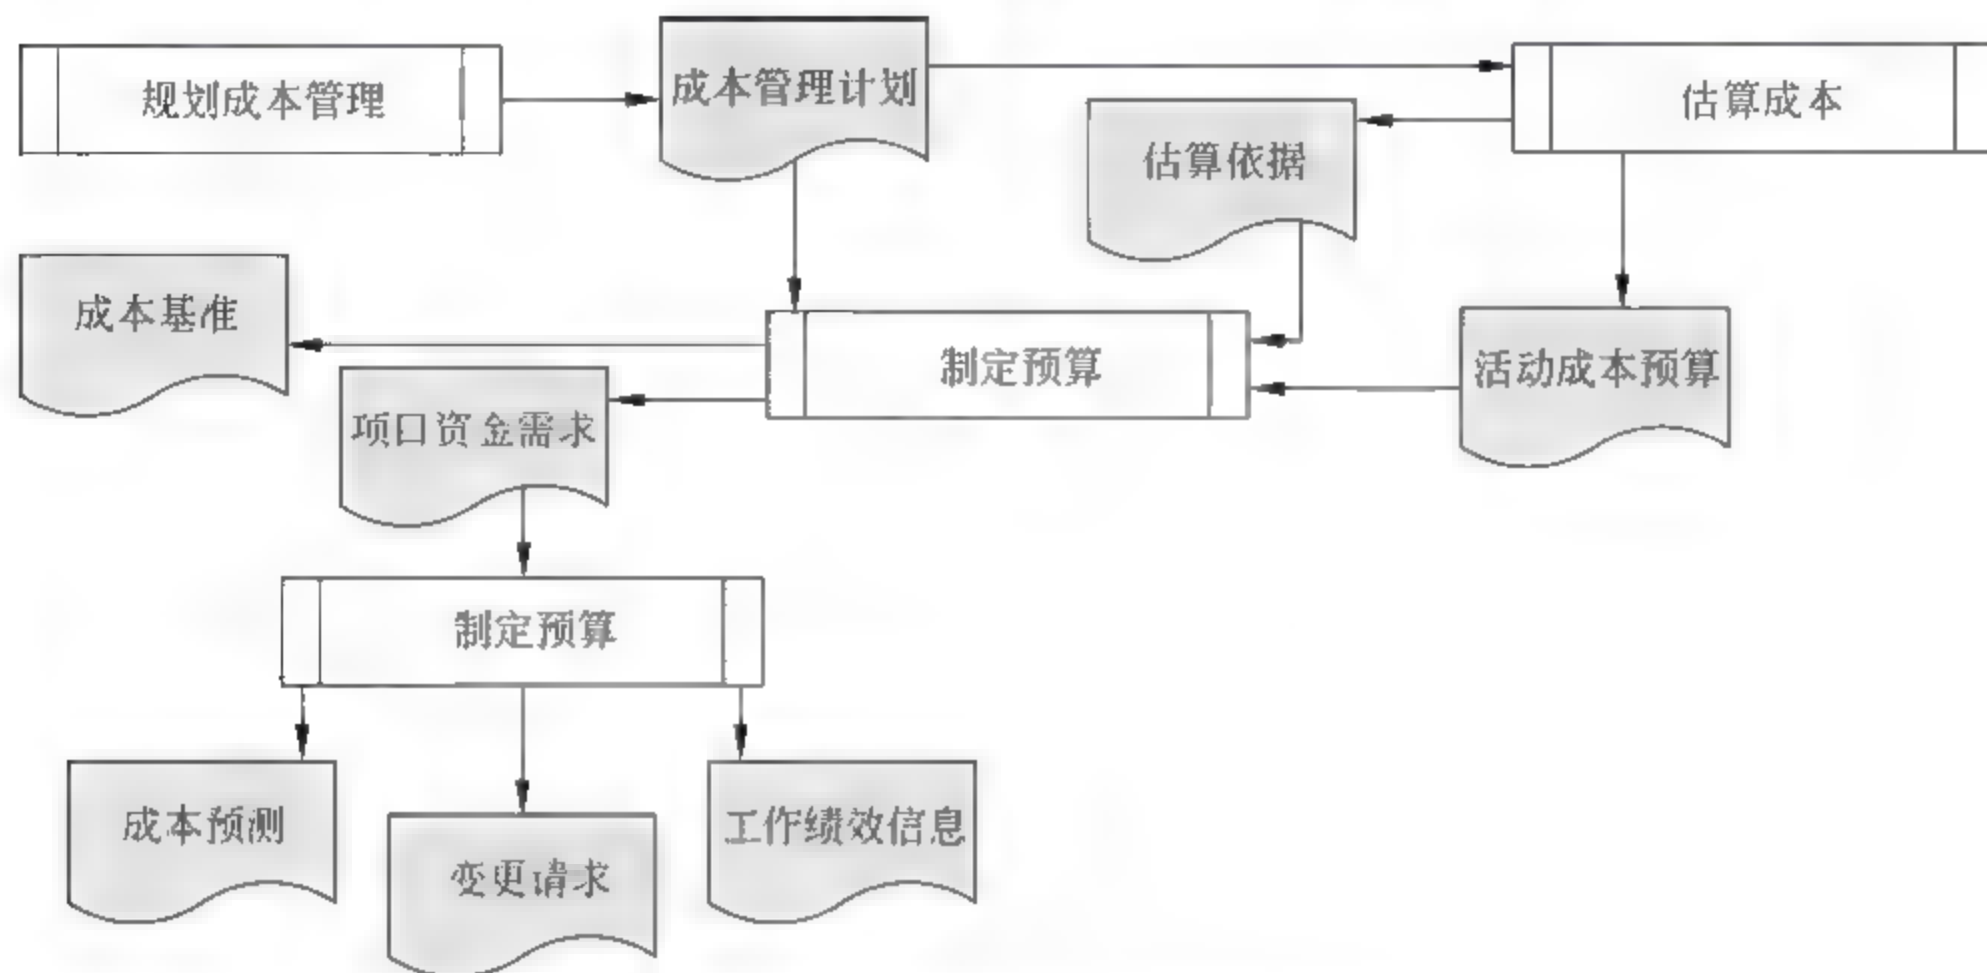 规划成本管理
成本管理计划
估算成本
估算依据
成本基准
制定预算
活动成本预算
项口资金需求
制定预算
成本预测
变更请求
工作绩效信息